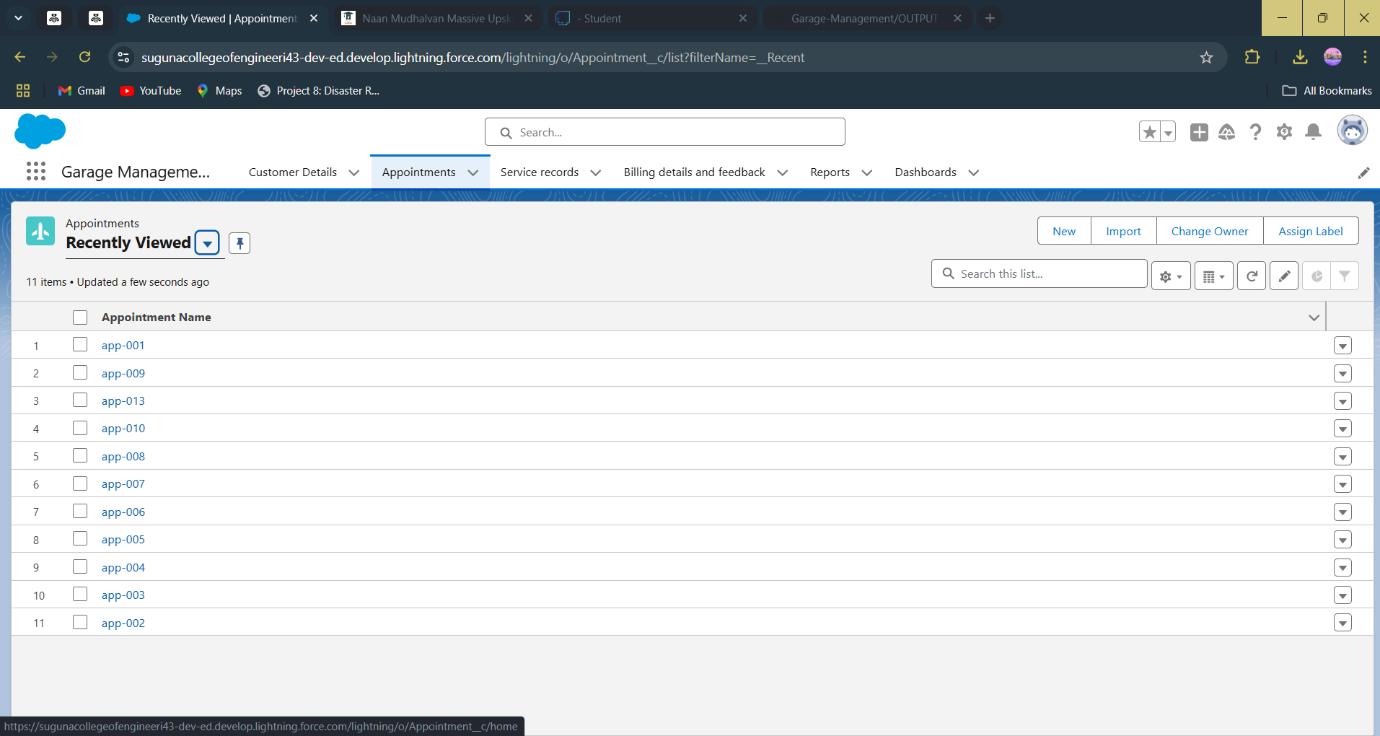 Recently Viewed | Appointment
Naan Mudhalvan Massive Upsk
- Student
Garage-Management/OUTPUT
sugunacollegeofengineeri43-dev-ed.develop.lightning.force.com/lightning/o/Appointment__c/list?filterName=__Recent
Gmail
YouTube
Maps
Project 8: Disaster R...
All Bookmarks
Search...
Garage Manageme...
Customer Details
Appointments
Service records
Billing details and feedback
Reports
Dashboards
Appointments
Recently Viewed
New
Import
Change Owner
Assign Label
11 items • Updated a few seconds ago
Search this list...
Appointment Name
1 app-001
2 app-009
3 app-013
4 app-010
5 app-008
6 app-007
7 app-006
8 app-005
9 app-004
10 app-003
11 app-002
https://sugunacollegeofengineeri43-dev-ed.develop.lightning.force.com/lightning/o/Appointment__c/home